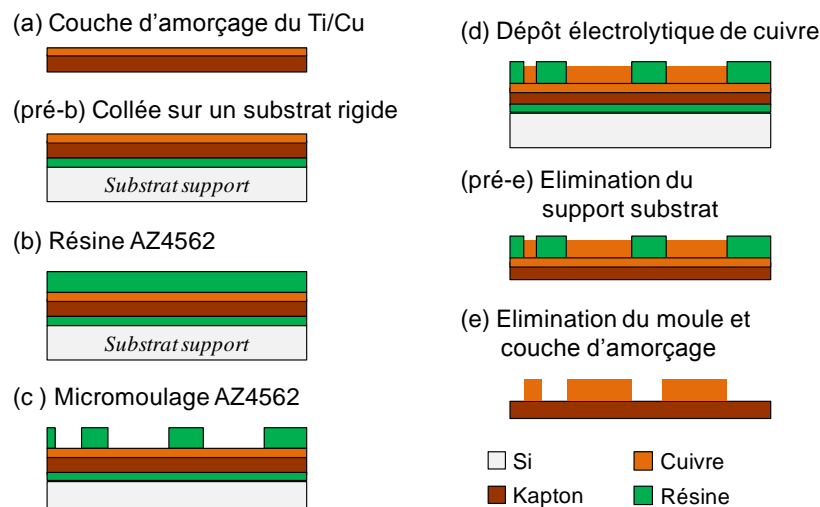 (a) Couche d'amorçage du Ti/Cu
(pré-b) Collée sur un substrat rigide
Substrat support
(b) Résine AZ4562
Substrat support
(c ) Micromoulage AZ4562
(d) Dépôt électrolytique de cuivre
(pré-e) Elimination du
support substrat
(e) Elimination du moule et
couche d'amorçage
Si
Cuivre
Kapton
Résine